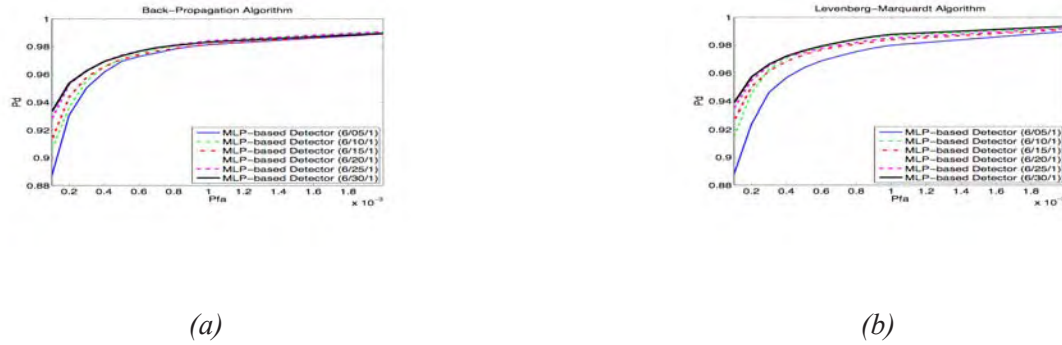 Back-Propagation Algorithm
1
0.98
0.96
0.94
0.92
0.9
0.88
Pd
MLP-based Detector (6/05/1)
MLP-based Detector (6/10/1)
MLP-based Detector (6/15/1)
MLP-based Detector (6/20/1)
MLP-based Detector (6/25/1)
MLP-based Detector (6/30/1)
0.2 0.4 0.6 0.8 1 1.2 1.4 1.6 1.8
Pfa
x 10⁻³
(a)
Levenberg-Marquardt Algorithm
1
0.98
0.96
0.94
0.92
0.9
0.88
Pd
MLP-based Detector (6/05/1)
MLP-based Detector (6/10/1)
MLP-based Detector (6/15/1)
MLP-based Detector (6/20/1)
MLP-based Detector (6/25/1)
MLP-based Detector (6/30/1)
0.2 0.4 0.6 0.8 1 1.2 1.4 1.6 1.8
Pfa
x 10⁻³
(b)